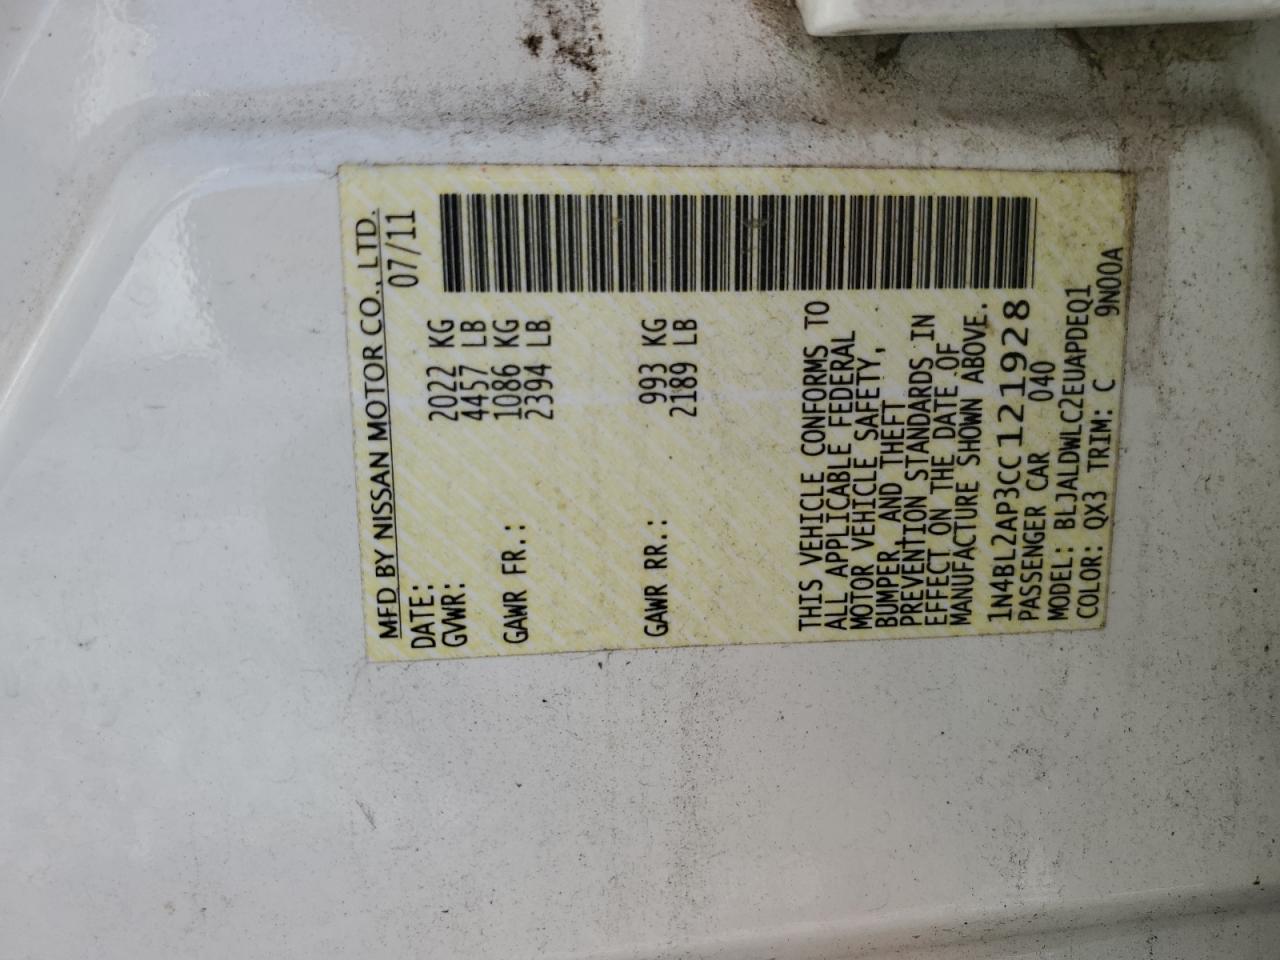 MFD BY NISSAN MOTOR CO., LTD.
DATE: 07/11
GVWR: 2022 KG
4457 LB
GAWR FR.: 1086 KG
2394 LB
GAWR RR.: 993 KG
2189 LB
THIS VEHICLE CONFORMS TO
ALL APPLICABLE FEDERAL
MOTOR VEHICLE SAFETY,
BUMPER, AND THEFT
PREVENTION STANDARDS IN
EFFECT ON THE DATE OF
MANUFACTURE SHOWN ABOVE.
1N4BL2AP3CC121928
PASSENGER CAR 040
MODEL: BLJALDWLC2EUAPDEQ1
COLOR: QX3 TRIM: C 9N00A